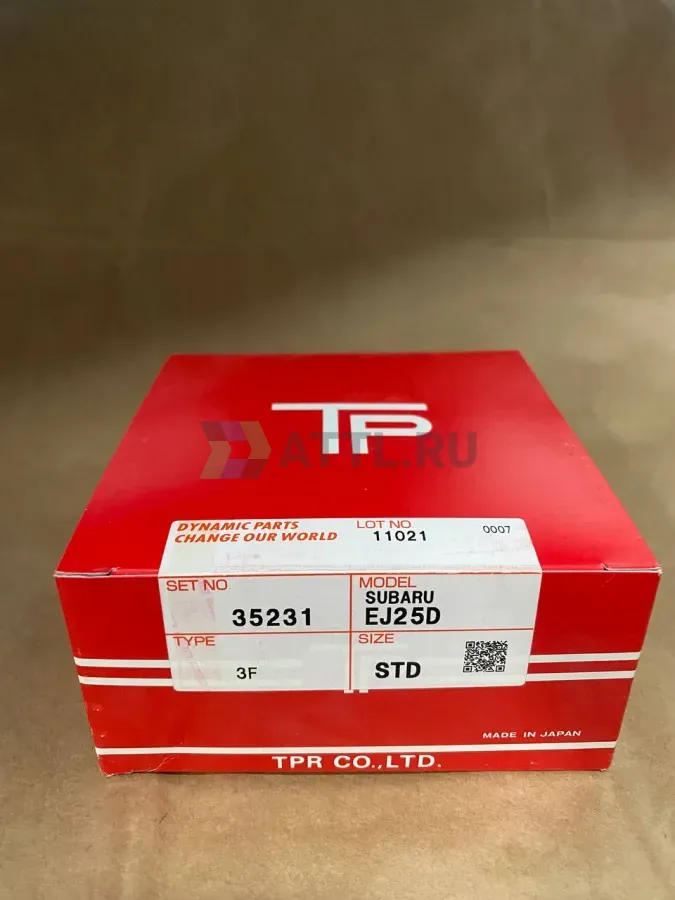 TP
ATTL.RU
DYNAMIC PARTS
CHANGE OUR WORLD
LOT NO
11021
0007
SET NO.
35231
MODEL
SUBARU
EJ25D
TYPE
3F
SIZE
STD
MADE IN JAPAN
TPR CO.,LTD.